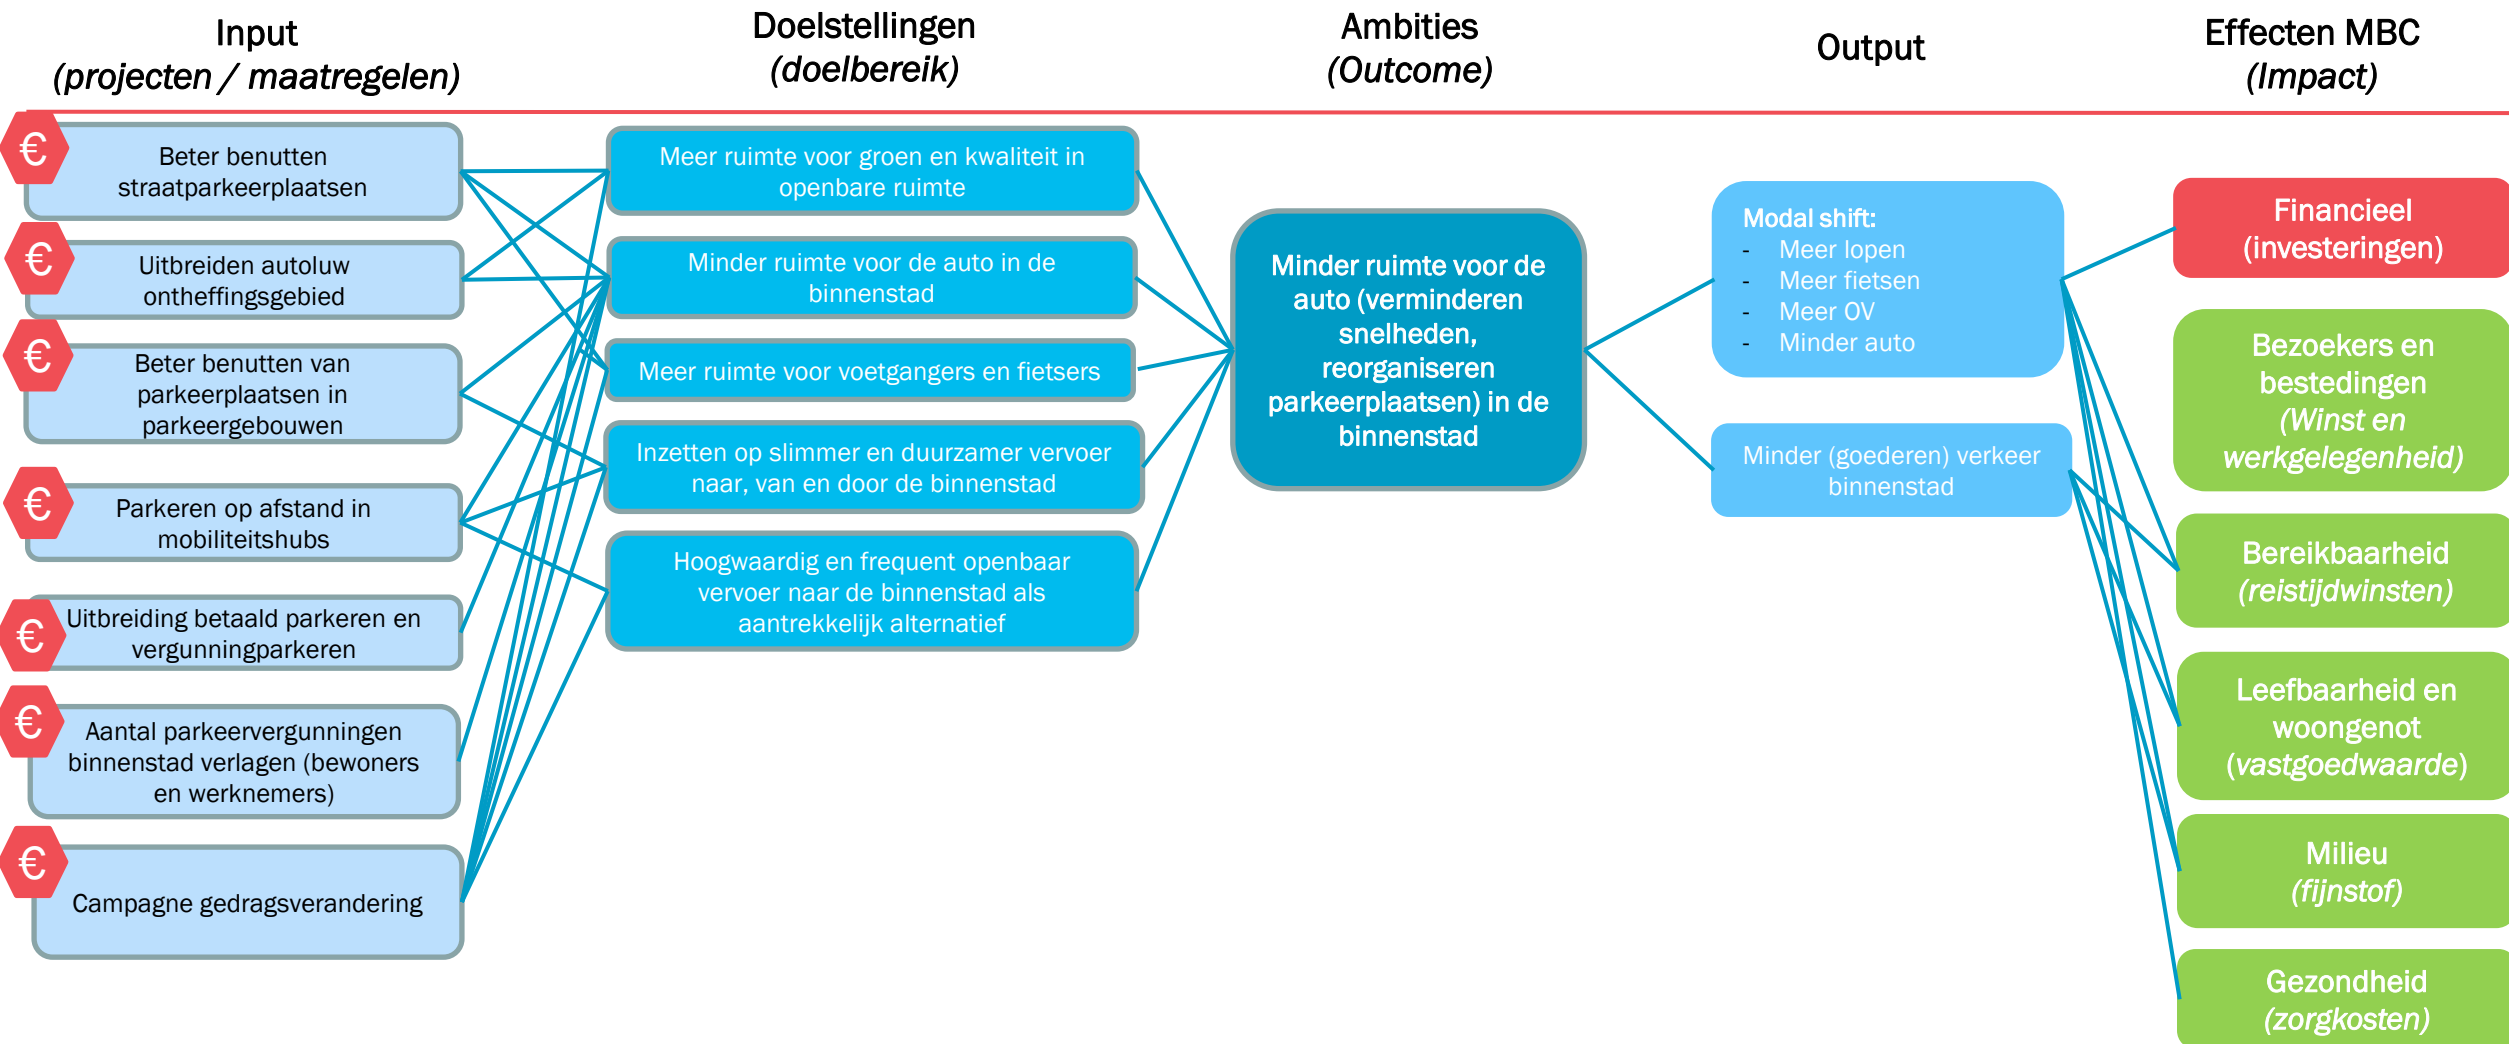 Input
(projecten / maatregelen)
Doelstellingen
(doelbereik)
Ambities
(Outcome)
Output
Effecten MBC
(Impact)
€
Beter benutten
straatparkeerplaatsen
€
Uitbreiden autoluw
ontheffingsgebied
€
Beter benutten van
parkeerplaatsen in
parkeergebouwen
€
Parkeren op afstand in
mobiliteitshubs
€
Uitbreiding betaald parkeren en
vergunningparkeren
€
Aantal parkeervergunningen
binnenstad verlagen (bewoners
en werknemers)
€
Campagne gedragsverandering
Meer ruimte voor groen en kwaliteit in
openbare ruimte
Minder ruimte voor de auto in de
binnenstad
Meer ruimte voor voetgangers en fietsers
Inzetten op slimmer en duurzamer vervoer
naar, van en door de binnenstad
Hoogwaardig en frequent openbaar
vervoer naar de binnenstad als
aantrekkelijk alternatief
Minder ruimte voor de
auto (verminderen
snelheden,
reorganiseren
parkeerplaatsen) in de
binnenstad
Modal shift:
- Meer lopen
- Meer fietsen
- Meer OV
- Minder auto
Minder (goederen) verkeer
binnenstad
Financieel
(investeringen)
Bezoekers en
bestedingen
(Winst en
werkgelegenheid)
Bereikbaarheid
(reistijdwinsten)
Leefbaarheid en
woongenot
(vastgoedwaarde)
Milieu
(fijnstof)
Gezondheid
(zorgkosten)